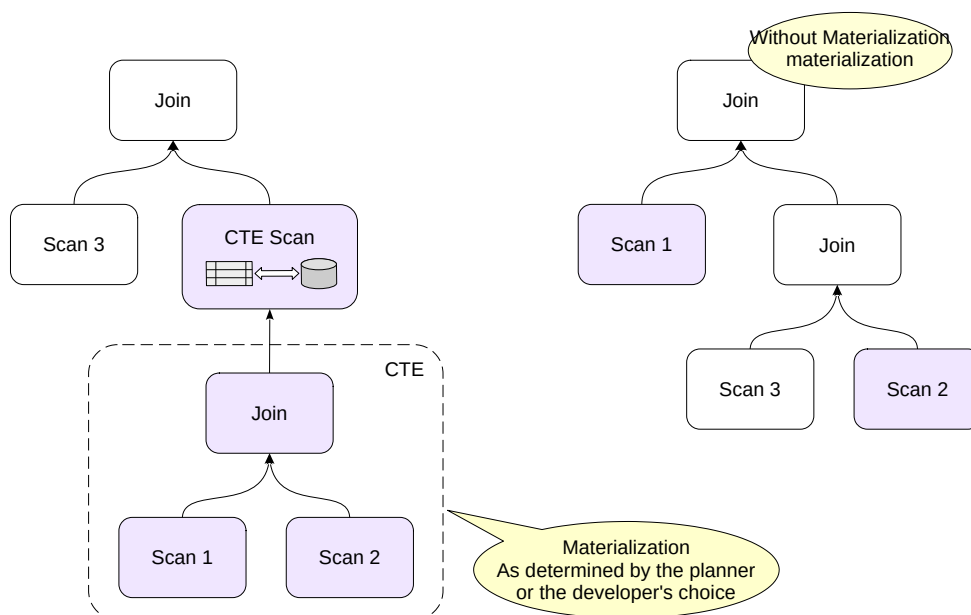 Without Materialization
materialization
Join
Join
Scan 3
CTE Scan
Scan 1
Join
CTE
Join
Scan 3
Scan 2
Scan 1
Scan 2
Materialization
As determined by the planner
or the developer's choice